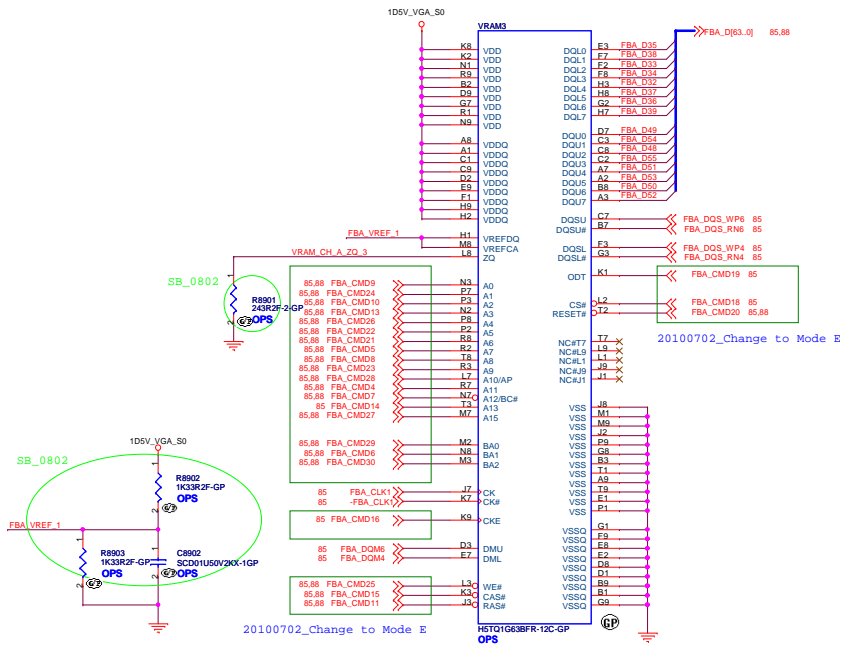 1D5V_VGA_S0
VRAM3
K8 VDD DQL0 E3 FBA_D35 FBA_D[63..0] 85,88
K2 VDD DQL1 F7 FBA_D38
N1 VDD DQL2 F2 FBA_D33
R9 VDD DQL3 F8 FBA_D34
B2 VDD DQL4 H3 FBA_D32
D9 VDD DQL5 H8 FBA_D37
G7 VDD DQL6 G2 FBA_D36
R1 VDD DQL7 H7 FBA_D39
N9 VDD
DQU0 D7 FBA_D49
A8 VDDQ DQU1 C3 FBA_D54
A1 VDDQ DQU2 C8 FBA_D48
C1 VDDQ DQU3 C2 FBA_D55
C9 VDDQ DQU4 A7 FBA_D51
D2 VDDQ DQU5 A2 FBA_D53
E9 VDDQ DQU6 B8 FBA_D50
F1 VDDQ DQU7 A3 FBA_D52
H9 VDDQ
H2 VDDQ DQSU C7 FBA_DQS_WP6 85
DQSU# B7 FBA_DQS_RN6 85
FBA_VREF_1 H1 VREFDQ
M8 VREFCA DQSL F3 FBA_DQS_WP4 85
VRAM_CH_A_ZQ_3 L8 ZQ DQSL# G3 FBA_DQS_RN4 85
ODT K1 FBA_CMD19 85
SB_0802
85,88 FBA_CMD9 N3 A0
85,88 FBA_CMD24 P7 A1
85,88 FBA_CMD10 P3 A2 CS# L2 FBA_CMD18 85
85,88 FBA_CMD13 N2 A3 RESET# T2 FBA_CMD20 85,88
1
R8901
243R2F-2-GP
OPS
2
85,88 FBA_CMD26 P8 A4
85,88 FBA_CMD22 P2 A5
85,88 FBA_CMD21 R8 A6 NC#T7 T7
20100702_Change to Mode E
85,88 FBA_CMD5 R2 A7 NC#L9 L9
85,88 FBA_CMD8 T8 A8 NC#L1 L1
85,88 FBA_CMD23 R3 A9 NC#J9 J9
85,88 FBA_CMD28 L7 A10/AP NC#J1 J1
85,88 FBA_CMD4 R7 A11
85,88 FBA_CMD7 N7 A12/BC#
85 FBA_CMD14 T3 A13 VSS J8
85,88 FBA_CMD27 M7 A15 VSS M1
VSS M9
VSS J2
85,88 FBA_CMD29 M2 BA0 VSS P9
85,88 FBA_CMD6 N8 BA1 VSS G8
85,88 FBA_CMD30 M3 BA2 VSS B3
VSS T1
VSS A9
85 FBA_CLK1 J7 CK VSS T9
85 -FBA_CLK1 K7 CK# VSS E1
VSS P1
85 FBA_CMD16 K9 CKE
VSSQ G1
VSSQ F9
85 FBA_DQM6 D3 DMU VSSQ E8
85 FBA_DQM4 E7 DML VSSQ E2
VSSQ D8
VSSQ D1
85,88 FBA_CMD25 L3 WE# VSSQ B9
85,88 FBA_CMD15 K3 CAS# VSSQ B1
85,88 FBA_CMD11 J3 RAS# VSSQ G9
20100702_Change to Mode E
H5TQ1G63BFR-12C-GP
OPS
GP
1D5V_VGA_S0
SB_0802
1
R8902
1K33R2F-GP
OPS
2
FBA_VREF_1
1
R8903
1K33R2F-GP
OPS
2
1
C8902
SCD01U50V2KX-1GP
OPS
2